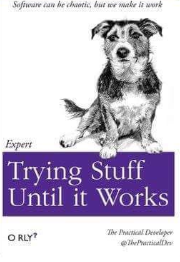 Software can be chaotic, but we make it work
Expert
Trying Stuff
Until it Works
O RLY?
The Practical Developer
@ThePracticalDev